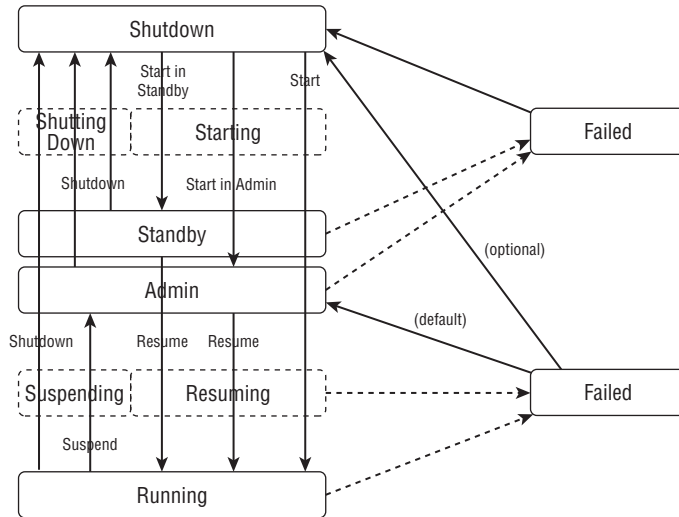 Shutdown
Start in
Standby
Start
Shutting
Down
Starting
Failed
Shutdown
Start in Admin
Standby
(optional)
Admin
(default)
Shutdown
Resume
Resume
Suspending
Resuming
Failed
Suspend
Running